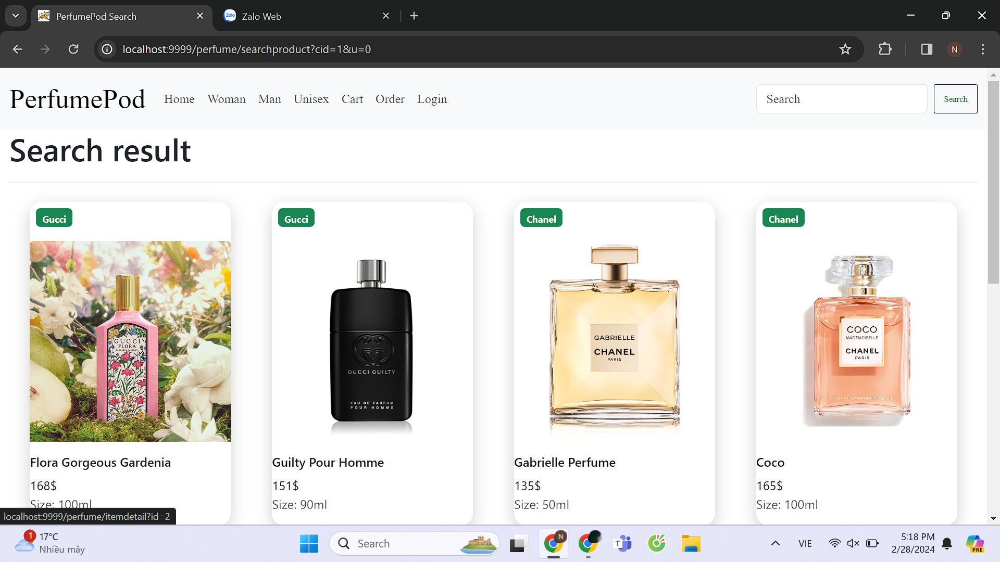 PerfumePod Search
Zalo
Zalo Web
localhost:9999/perfume/searchproduct?cid=1&u=0
N
PerfumePod
Home
Woman
Man
Unisex
Cart
Order
Login
Search
Search
Search result
Gucci
Gucci
Chanel
Chanel
GUCCI
FLORA
GORGEOUS GARDENIA
GUCCI GUILTY
EAU DE PARFUM
POUR HOMME
GABRIELLE
CHANEL
PARIS
COCO
MADEMOISELLE
CHANEL
PARIS
EAU DE PARFUM INTENSE
Flora Gorgeous Gardenia
Guilty Pour Homme
Gabrielle Perfume
Coco
168$
151$
135$
165$
Size: 100ml
Size: 90ml
Size: 50ml
Size: 100ml
localhost:9999/perfume/itemdetail?id=2
1
17°C
Nhiều mây
Search
N
T
VIE
5:18 PM
2/28/2024
PRE